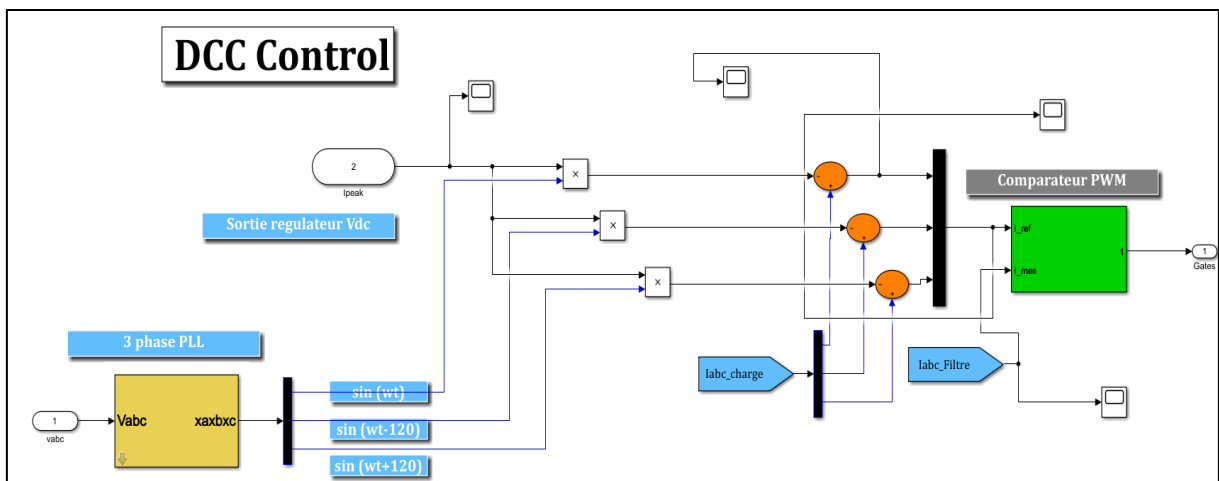 DCC Control
2
Ipeak
Sortie regulateur Vdc
×
×
×
−
+
−
+
−
+
Comparateur PWM
I_ref
I_mes
1
1
Gates
3 phase PLL
1
vabc
Vabc
xaxbxc
sin (wt)
sin (wt-120)
sin (wt+120)
Iabc_charge
Iabc_Filtre